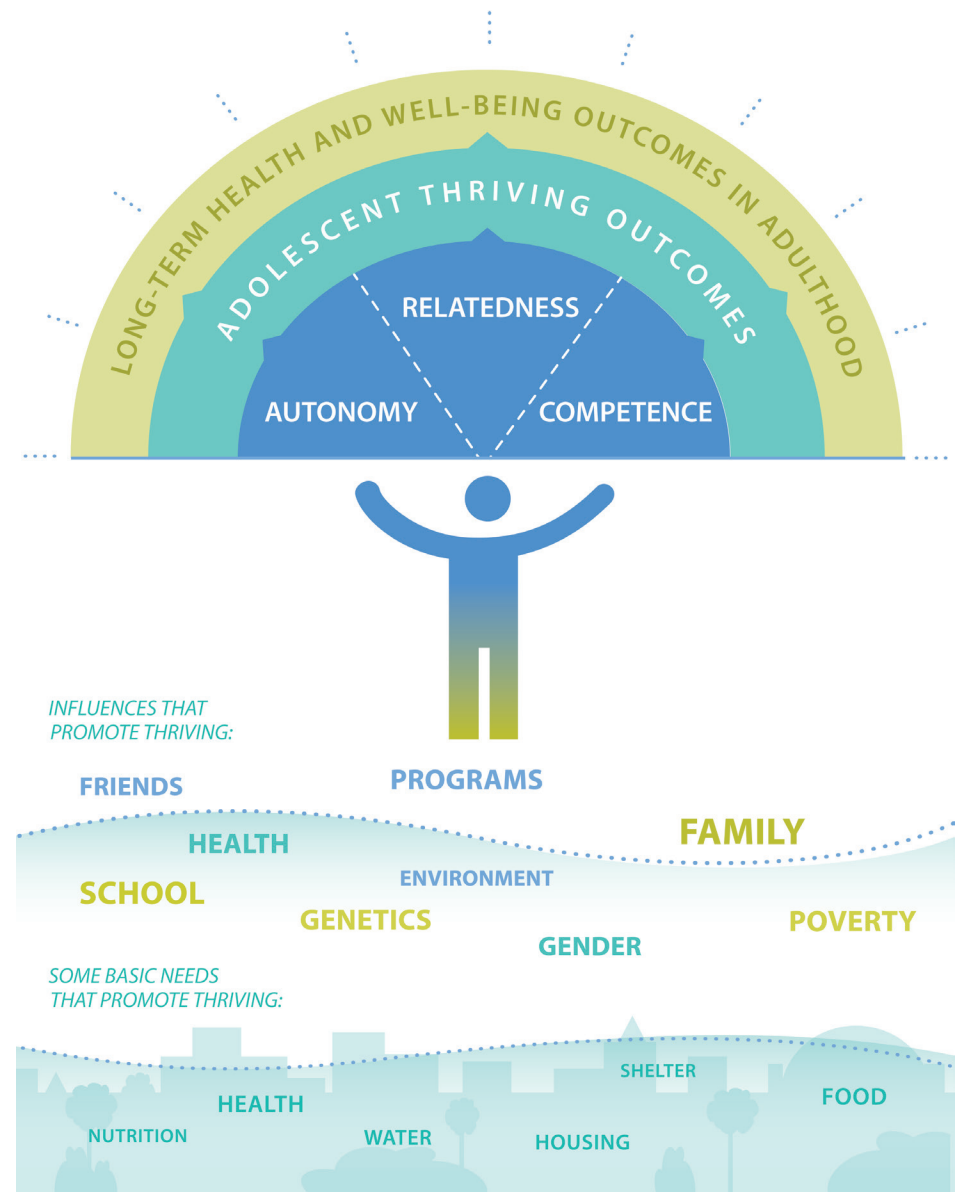 LONG-TERM HEALTH AND WELL-BEING OUTCOMES IN ADULTHOOD
ADOLESCENT THRIVING OUTCOMES
RELATEDNESS
AUTONOMY
COMPETENCE
INFLUENCES THAT
PROMOTE THRIVING:
FRIENDS
PROGRAMS
FAMILY
HEALTH
ENVIRONMENT
SCHOOL
GENETICS
POVERTY
GENDER
SOME BASIC NEEDS
THAT PROMOTE THRIVING:
SHELTER
FOOD
HEALTH
NUTRITION
WATER
HOUSING